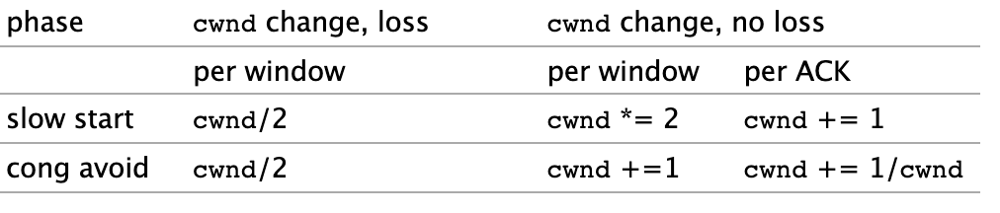 phase cwnd change, loss cwnd change, no loss
per window per window per ACK
slow start cwnd/2 cwnd *= 2 cwnd += 1
cong avoid cwnd/2 cwnd +=1 cwnd += 1/cwnd